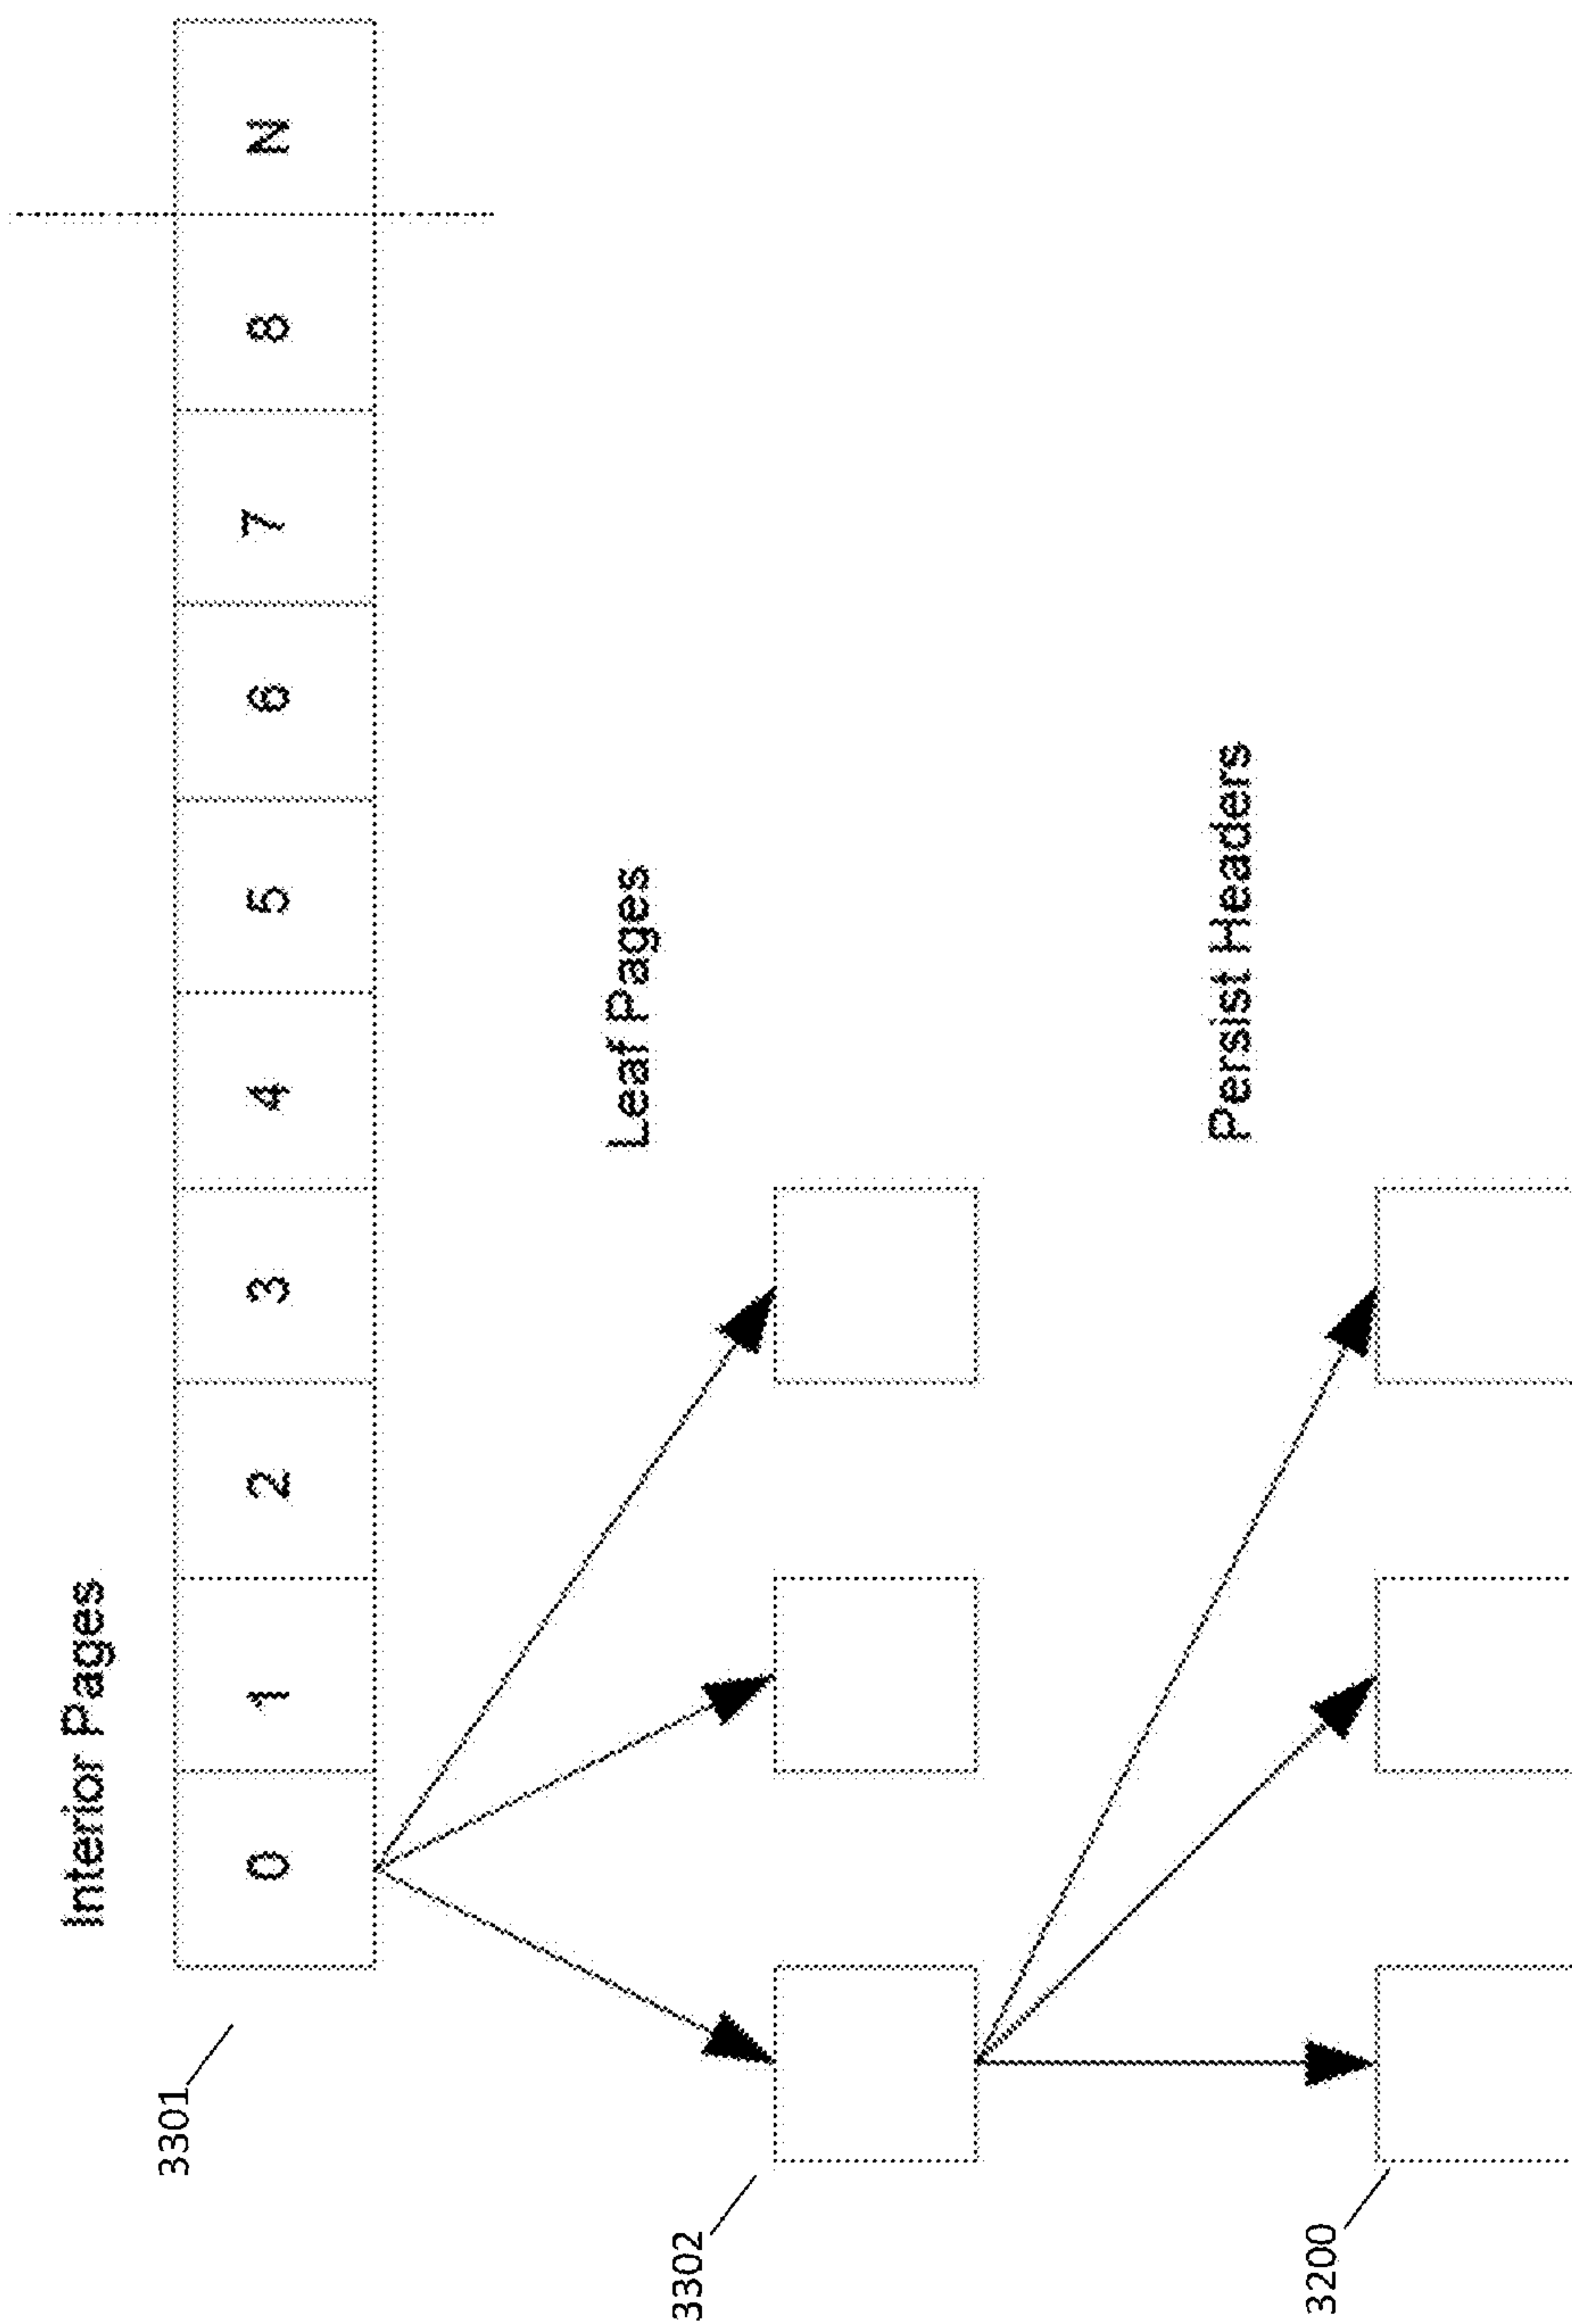 Interior Pages
3301
0 1 2 3 4 5 6 7 8 N
Leaf Pages
3302
Persist Headers
3200